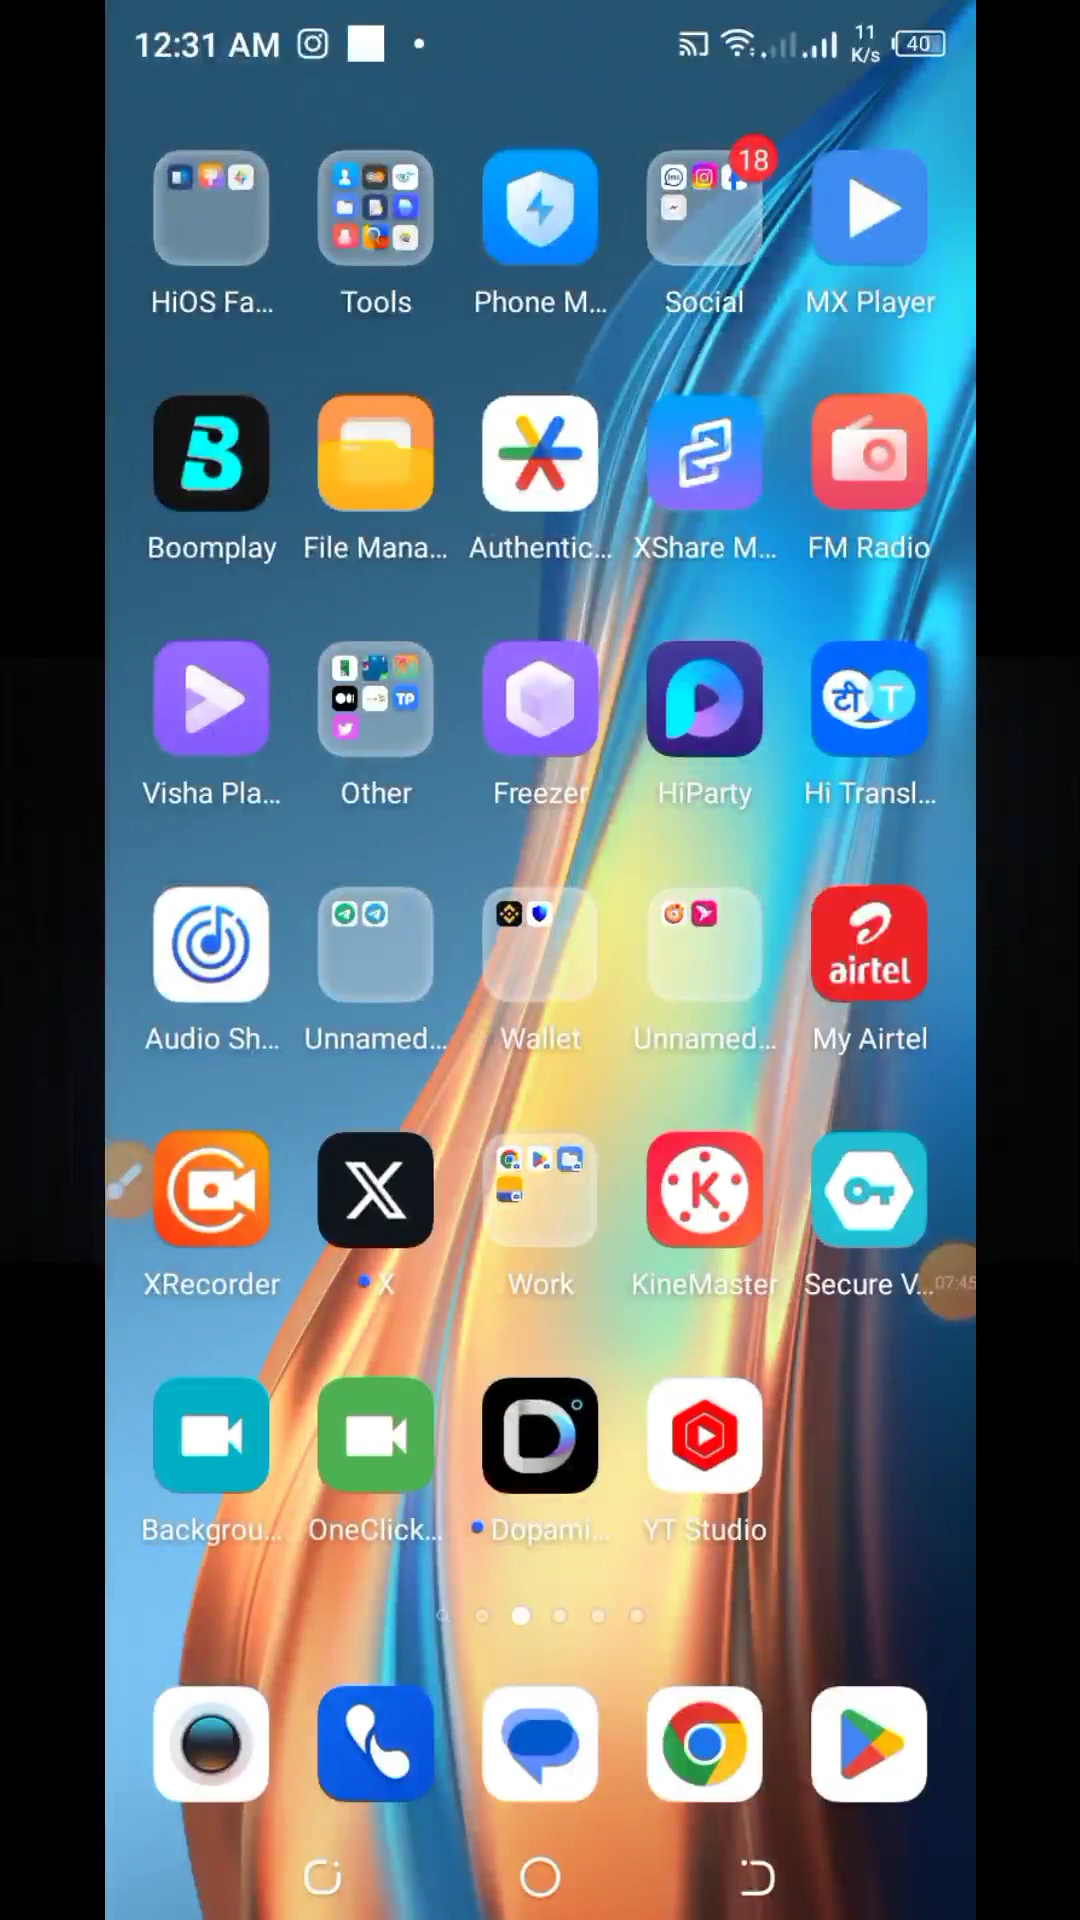 12:31 AM 11 K/s 40
18
HiOS Fa... Tools Phone M... Social MX Player
Boomplay File Mana... Authentic... XShare M... FM Radio
टी T
Visha Pla... Other Freezer HiParty Hi Transl...
airtel
Audio Sh... Unnamed... Wallet Unnamed... My Airtel
XRecorder X Work KineMaster Secure V... 07:45
Backgrou... OneClick... Dopami... YT Studio